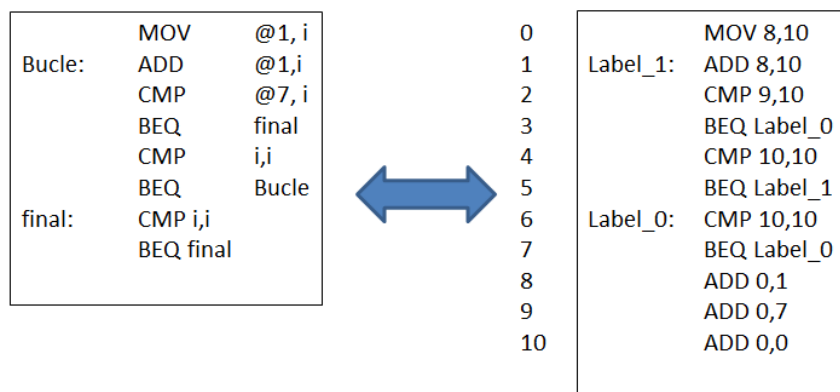 MOV @1, i
Bucle: ADD @1,i
CMP @7, i
BEQ final
CMP i,i
BEQ Bucle
final: CMP i,i
BEQ final
0 MOV 8,10
1 Label_1: ADD 8,10
2 CMP 9,10
3 BEQ Label_0
4 CMP 10,10
5 BEQ Label_1
6 Label_0: CMP 10,10
7 BEQ Label_0
8 ADD 0,1
9 ADD 0,7
10 ADD 0,0